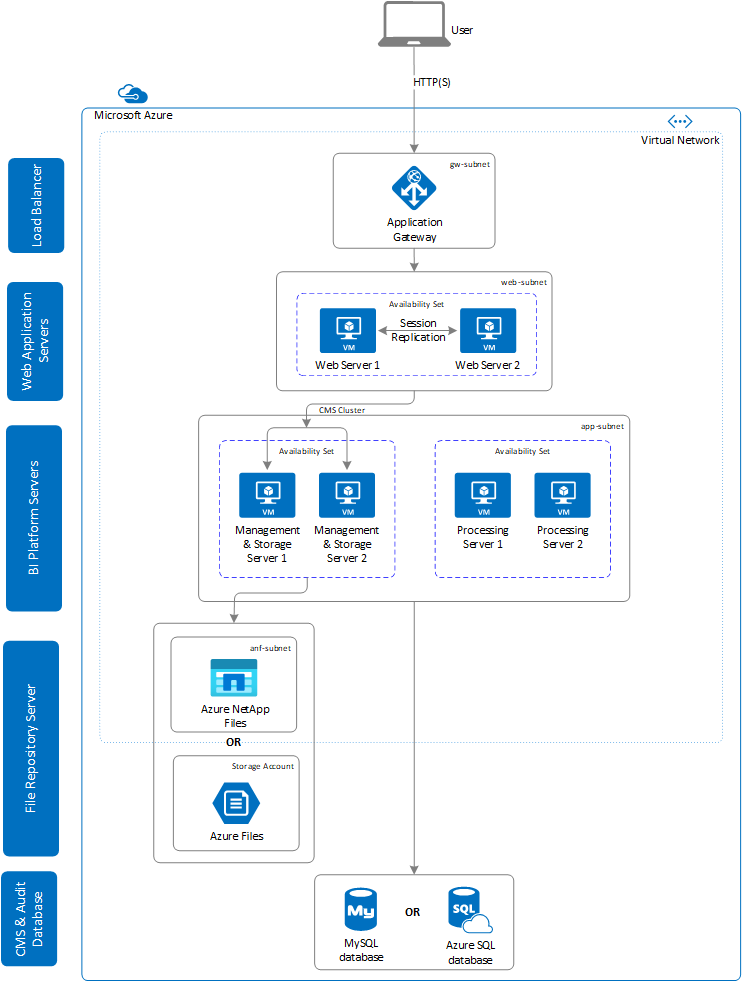 User
HTTP(S)
Microsoft Azure
Virtual Network
Load Balancer
gw-subnet
Application
Gateway
Web Application
Servers
web-subnet
Availability Set
Session
Replication
VM
VM
Web Server 1
Web Server 2
CMS Cluster
BI Platform Servers
app-subnet
Availability Set
Availability Set
VM
VM
VM
VM
Management
& Storage
Server 1
Management
& Storage
Server 2
Processing
Server 1
Processing
Server 2
File Repository Server
anf-subnet
Azure NetApp
Files
OR
Storage Account
Azure Files
CMS & Audit
Database
My
OR
SQL
MySQL
database
Azure SQL
database